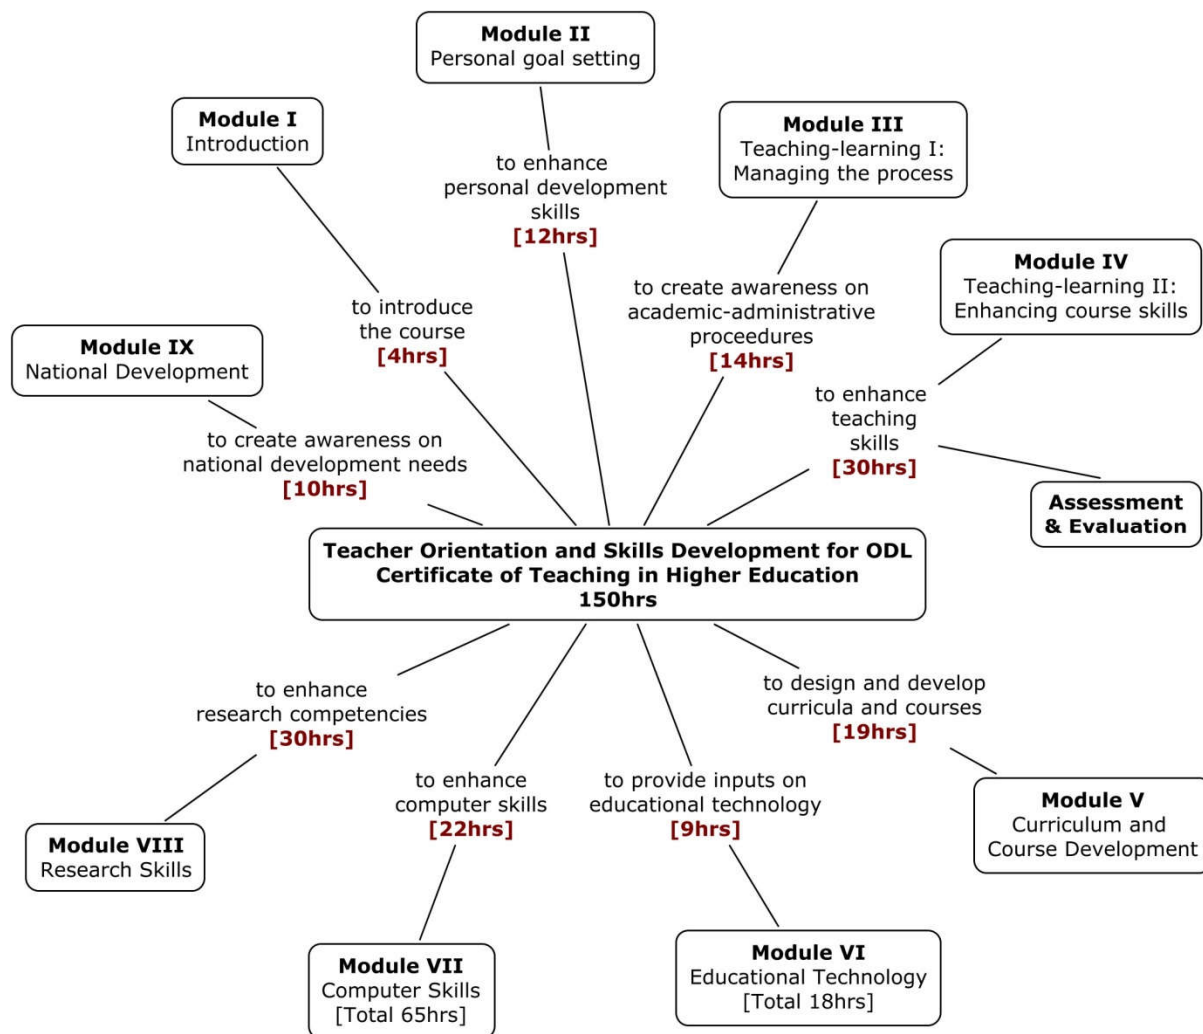 Module II
Personal goal setting
Module I
Introduction
Module III
Teaching-learning I:
Managing the process
to enhance
personal development
skills
[12hrs]
Module IV
Teaching-learning II:
Enhancing course skills
to introduce
the course
[4hrs]
to create awareness on
academic-administrative
proceedures
[14hrs]
Module IX
National Development
to enhance
teaching
skills
[30hrs]
to create awareness on
national development needs
[10hrs]
Assessment
& Evaluation
Teacher Orientation and Skills Development for ODL
Certificate of Teaching in Higher Education
150hrs
to enhance
research competencies
[30hrs]
to design and develop
curricula and courses
[19hrs]
to enhance
computer skills
[22hrs]
to provide inputs on
educational technology
[9hrs]
Module V
Curriculum and
Course Development
Module VIII
Research Skills
Module VII
Computer Skills
[Total 65hrs]
Module VI
Educational Technology
[Total 18hrs]